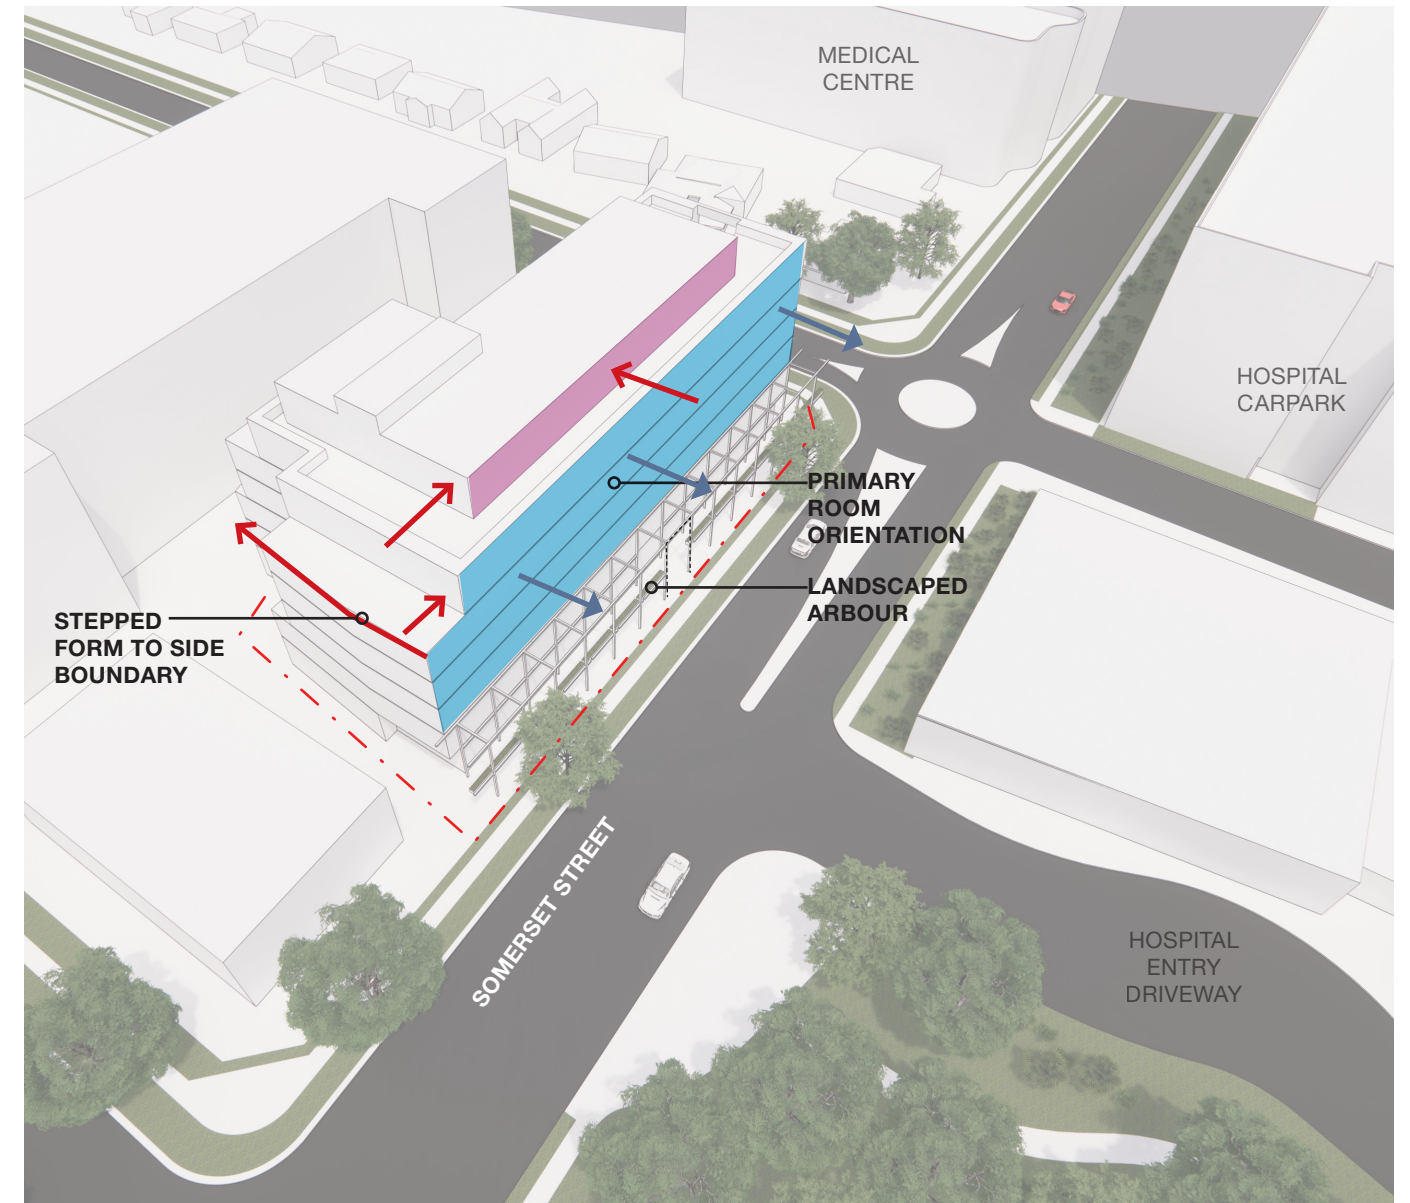 MEDICAL
CENTRE
HOSPITAL
CARPARK
PRIMARY
ROOM
ORIENTATION
LANDSCAPED
ARBOUR
STEPPED
FORM TO SIDE
BOUNDARY
SOMERSET STREET
HOSPITAL
ENTRY
DRIVEWAY